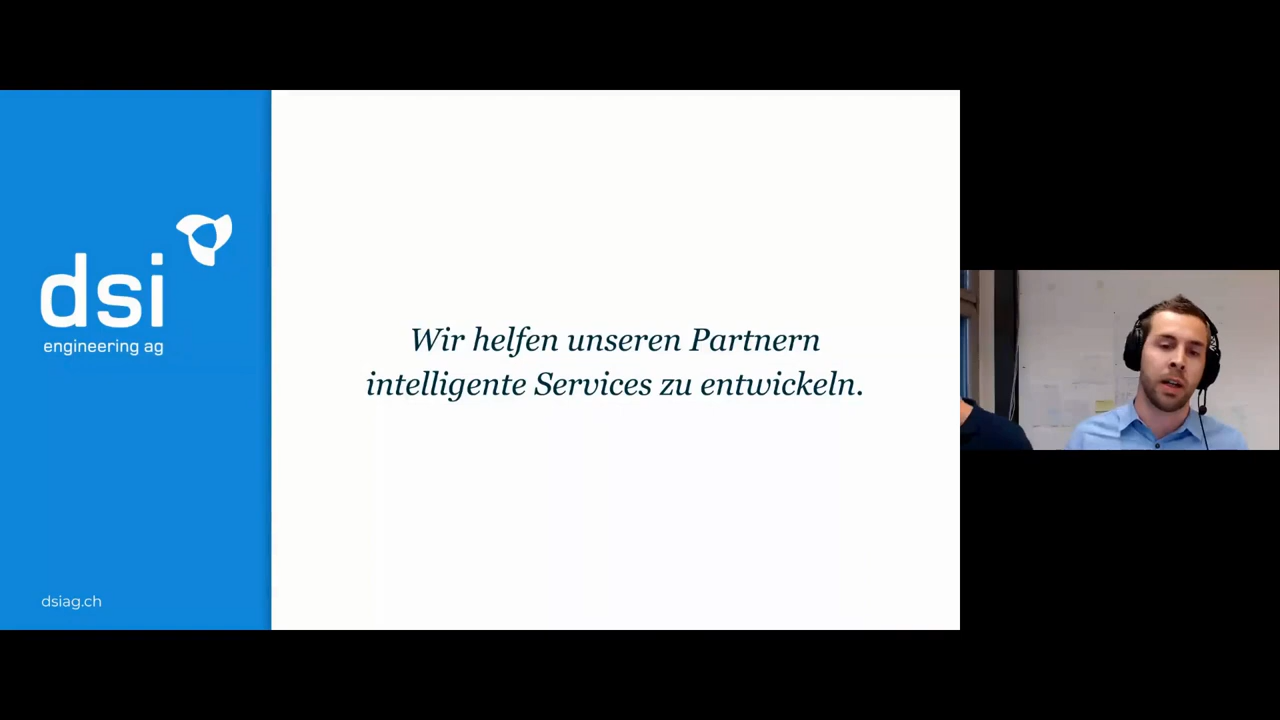 dsi
engineering ag
dsiag.ch
Wir helfen unseren Partnern
intelligente Services zu entwickeln.